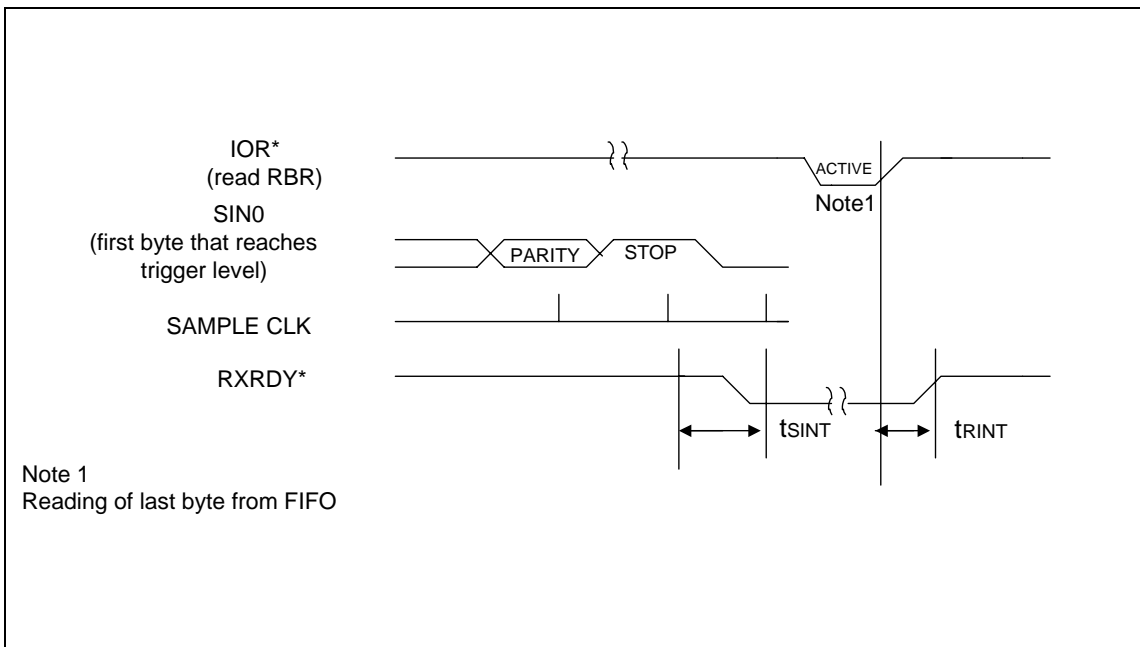 IOR*
(read RBR)
ACTIVE
Note1
SIN0
(first byte that reaches
trigger level)
PARITY
STOP
SAMPLE CLK
RXRDY*
tSINT
tRINT
Note 1
Reading of last byte from FIFO